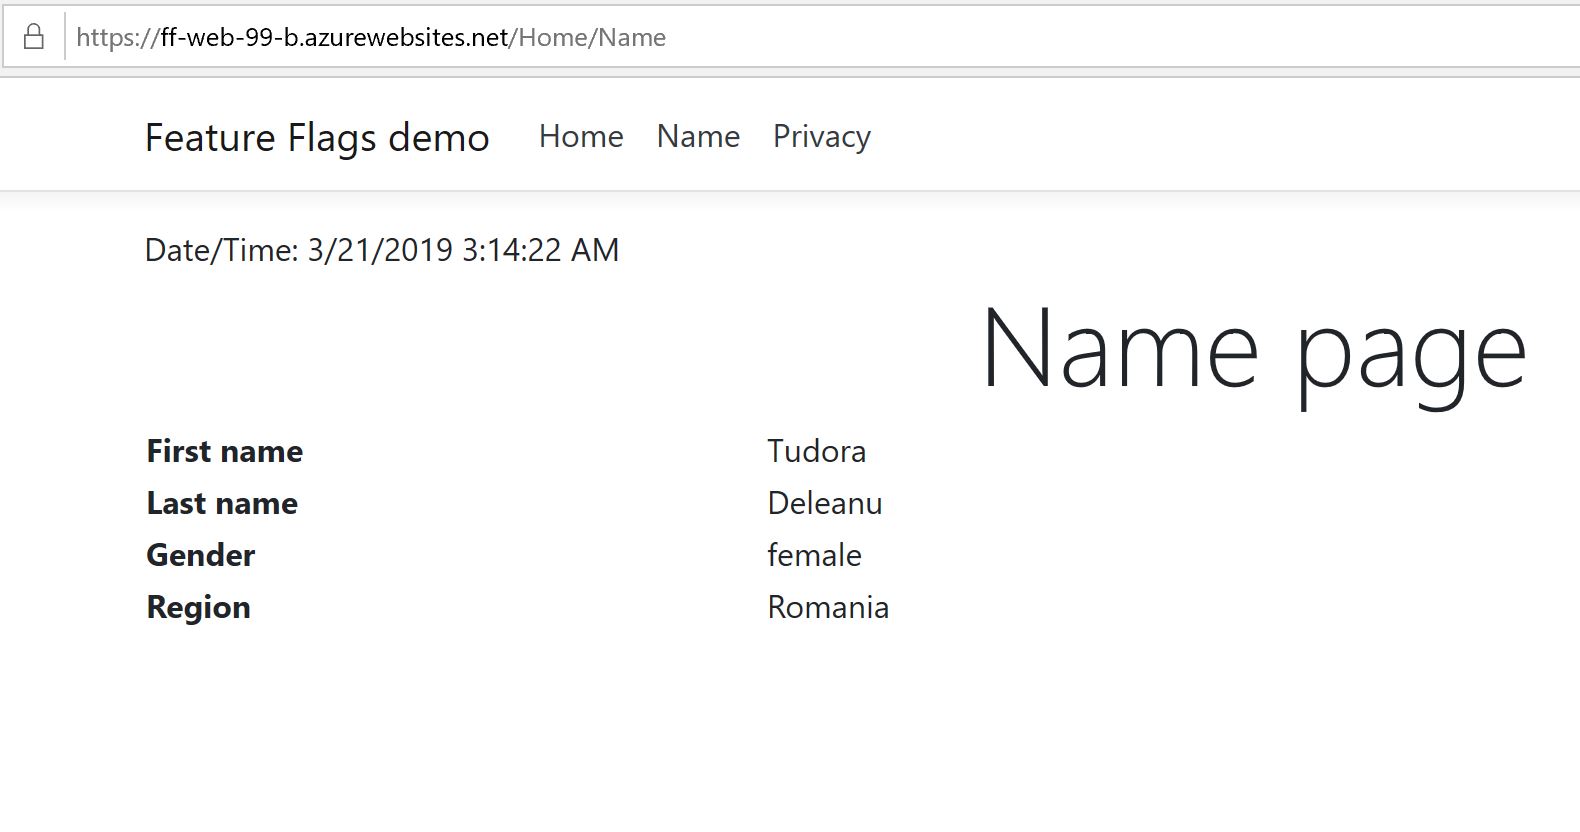 https://ff-web-99-b.azurewebsites.net/Home/Name
Feature Flags demo Home Name Privacy
Date/Time: 3/21/2019 3:14:22 AM
Name page
First name Tudora
Last name Deleanu
Gender female
Region Romania